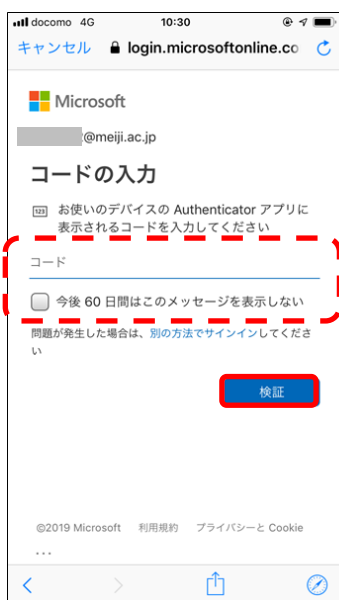 docomo 4G 10:30
キャンセル login.microsoftonline.co
Microsoft
:@meiji.ac.jp
コードの入力
123 お使いのデバイスの Authenticator アプリに
表示されるコードを入力してください
コード
今後 60 日間はこのメッセージを表示しない
問題が発生した場合は、別の方法でサインインしてくださ
い
検証
©2019 Microsoft 利用規約 プライバシーと Cookie
...